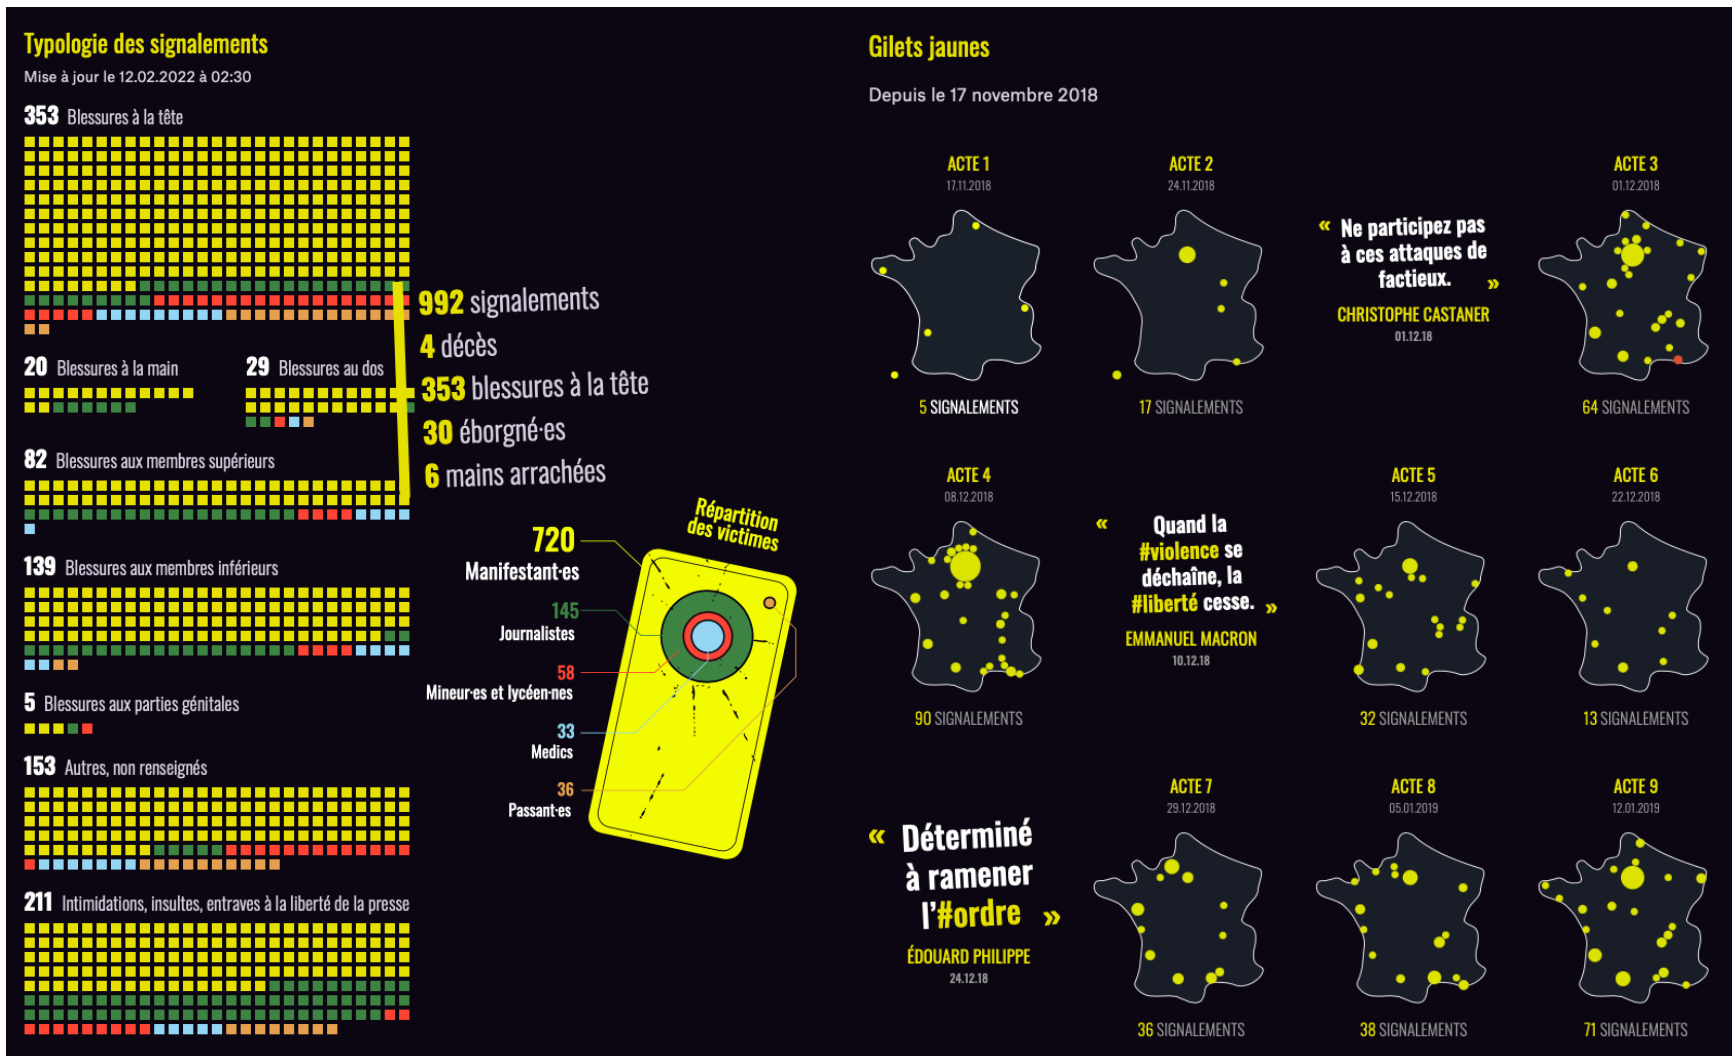 Typologie des signalements
Mise à jour le 12.02.2022 à 02:30
353 Blessures à la tête
20 Blessures à la main
29 Blessures au dos
82 Blessures aux membres supérieurs
139 Blessures aux membres inférieurs
5 Blessures aux parties génitales
153 Autres, non renseignés
211 Intimidations, insultes, entraves à la liberté de la presse
992 signalements
4 décès
353 blessures à la tête
30 éborgné·es
6 mains arrachées
Répartition
des victimes
720
Manifestant·es
145
Journalistes
58
Mineur·es et lycéen·nes
33
Medics
36
Passant·es
Gilets jaunes
Depuis le 17 novembre 2018
ACTE 1
17.11.2018
5 SIGNALEMENTS
ACTE 2
24.11.2018
17 SIGNALEMENTS
« Ne participez pas
à ces attaques de
factieux. »
CHRISTOPHE CASTANER
01.12.18
ACTE 3
01.12.2018
64 SIGNALEMENTS
ACTE 4
08.12.2018
90 SIGNALEMENTS
« Quand la
#violence se
déchaîne, la
#liberté cesse. »
EMMANUEL MACRON
10.12.18
ACTE 5
15.12.2018
32 SIGNALEMENTS
ACTE 6
22.12.2018
13 SIGNALEMENTS
« Déterminé
à ramener
l'#ordre »
ÉDOUARD PHILIPPE
24.12.18
ACTE 7
29.12.2018
36 SIGNALEMENTS
ACTE 8
05.01.2019
38 SIGNALEMENTS
ACTE 9
12.01.2019
71 SIGNALEMENTS